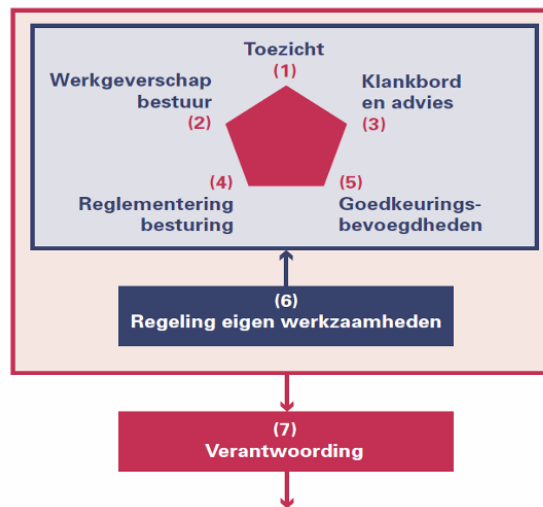 Toezicht
(1)
Werkgeverschap
bestuur
(2)
Klankbord
en advies
(3)
(4)
Reglementering
besturing
(5)
Goedkeurings-
bevoegdheden
(6)
Regeling eigen werkzaamheden
(7)
Verantwoording